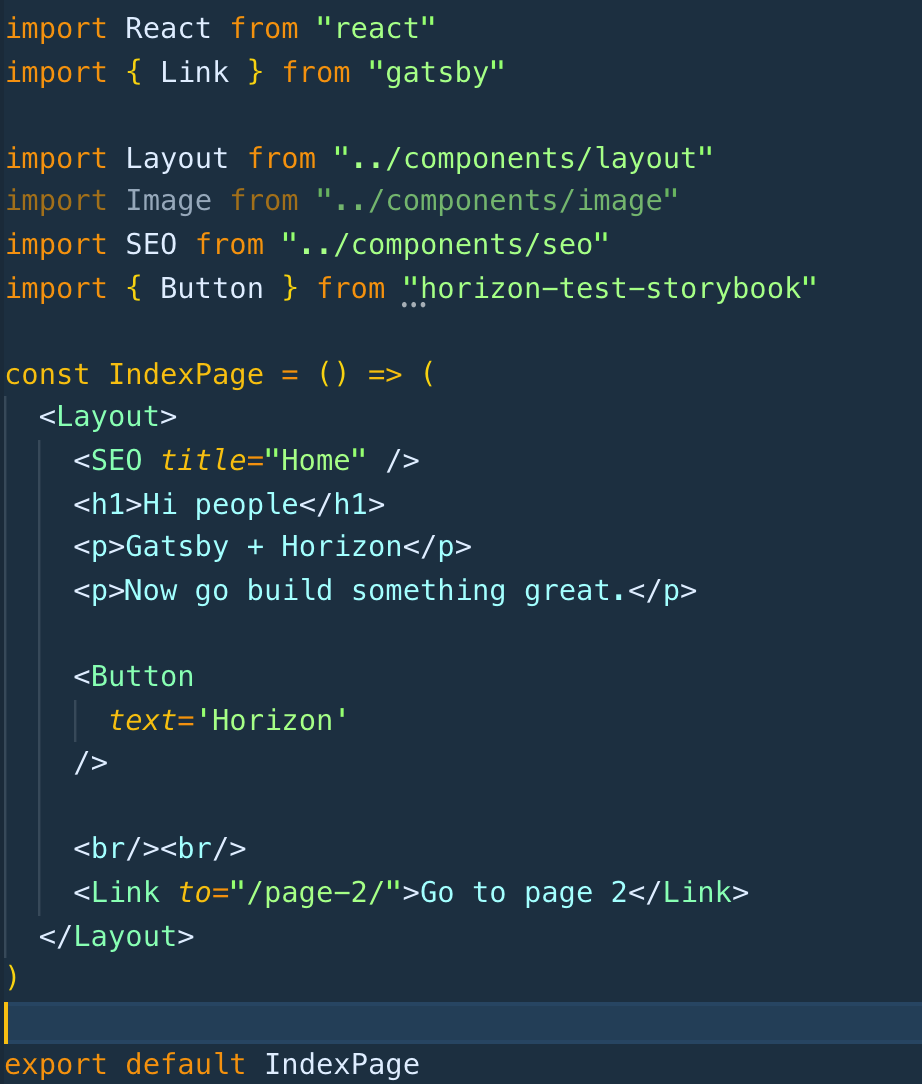 import React from "react"
import { Link } from "gatsby"

import Layout from "../components/layout"
import Image from "../components/image"
import SEO from "../components/seo"
import { Button } from "horizon-test-storybook"

const IndexPage = () => (
  <Layout>
    <SEO title="Home" />
    <h1>Hi people</h1>
    <p>Gatsby + Horizon</p>
    <p>Now go build something great.</p>

    <Button
      text='Horizon'
    />

    <br/><br/>
    <Link to="/page-2/">Go to page 2</Link>
  </Layout>
)

export default IndexPage